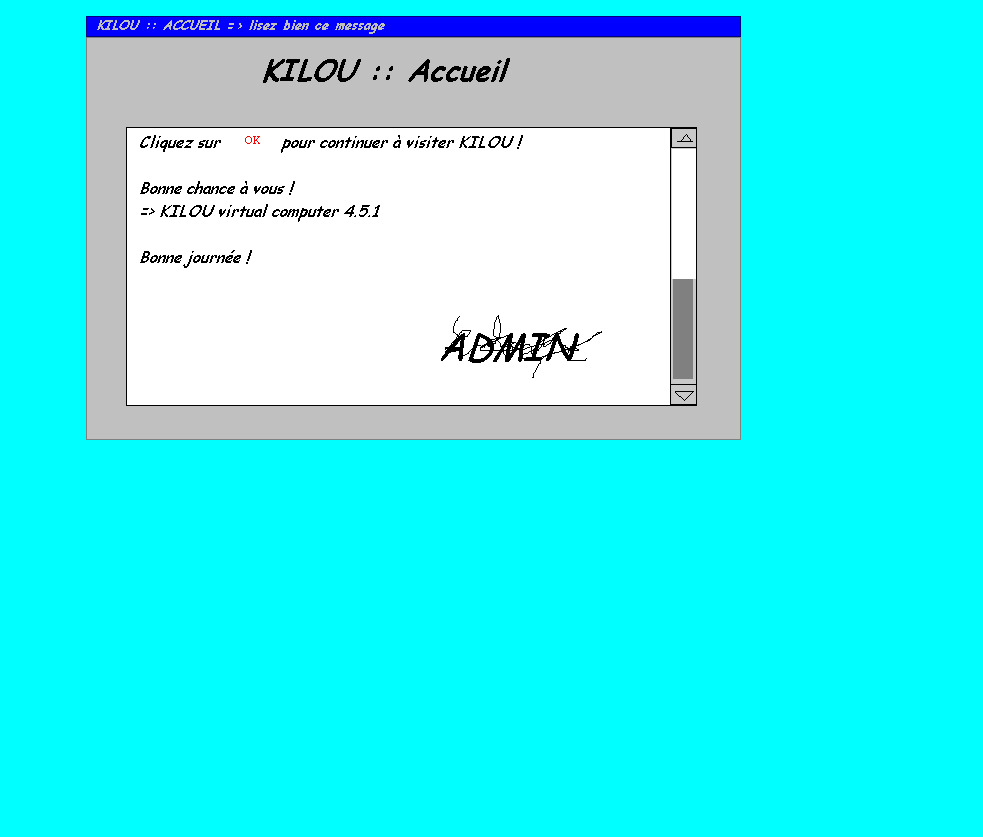 KILOU :: ACCUEIL => lisez bien ce message
KILOU :: Accueil
Cliquez sur OK pour continuer à visiter KILOU !
Bonne chance à vous !
=> KILOU virtual computer 4.5.1
Bonne journée !
ADMIN